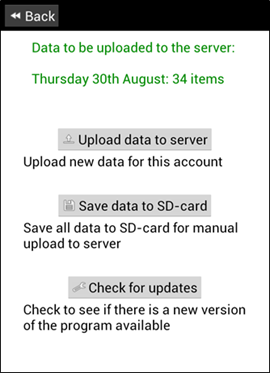 Back
Data to be uploaded to the server:
Thursday 30th August: 34 items
Upload data to server
Upload new data for this account
Save data to SD-card
Save all data to SD-card for manual
upload to server
Check for updates
Check to see if there is a new version
of the program available